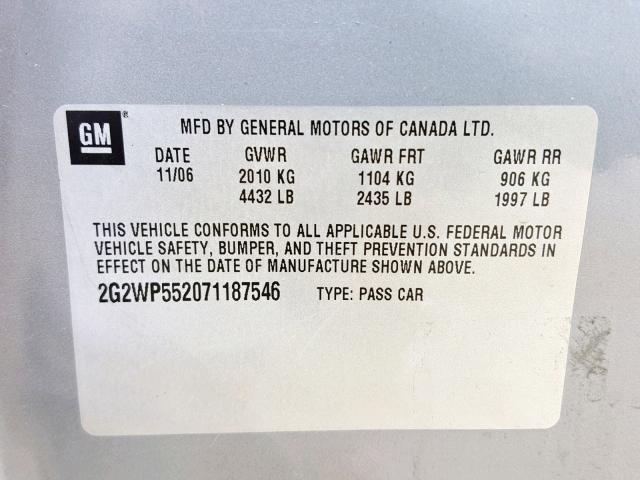 GM®
MFD BY GENERAL MOTORS OF CANADA LTD.
DATE GVWR GAWR FRT GAWR RR
11/06 2010 KG 1104 KG 906 KG
4432 LB 2435 LB 1997 LB
THIS VEHICLE CONFORMS TO ALL APPLICABLE U.S. FEDERAL MOTOR
VEHICLE SAFETY, BUMPER, AND THEFT PREVENTION STANDARDS IN
EFFECT ON THE DATE OF MANUFACTURE SHOWN ABOVE.
2G2WP552071187546 TYPE: PASS CAR